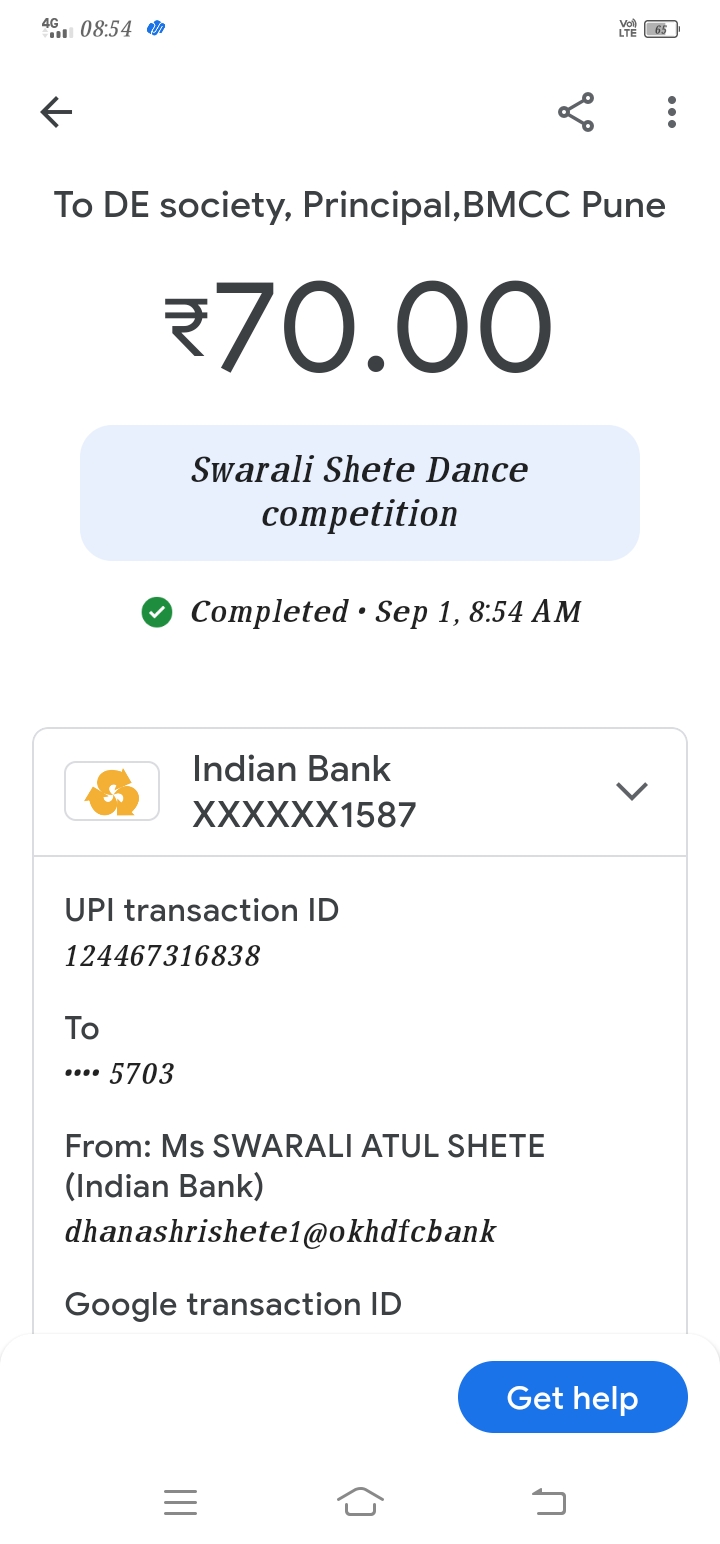 4G 08:54 Vo)) LTE 65
To DE society, Principal,BMCC Pune
₹70.00
Swarali Shete Dance
competition
Completed • Sep 1, 8:54 AM
Indian Bank
XXXXXX1587
UPI transaction ID
124467316838
To
•••• 5703
From: Ms SWARALI ATUL SHETE
(Indian Bank)
dhanashrishete1@okhdfcbank
Google transaction ID
Get help